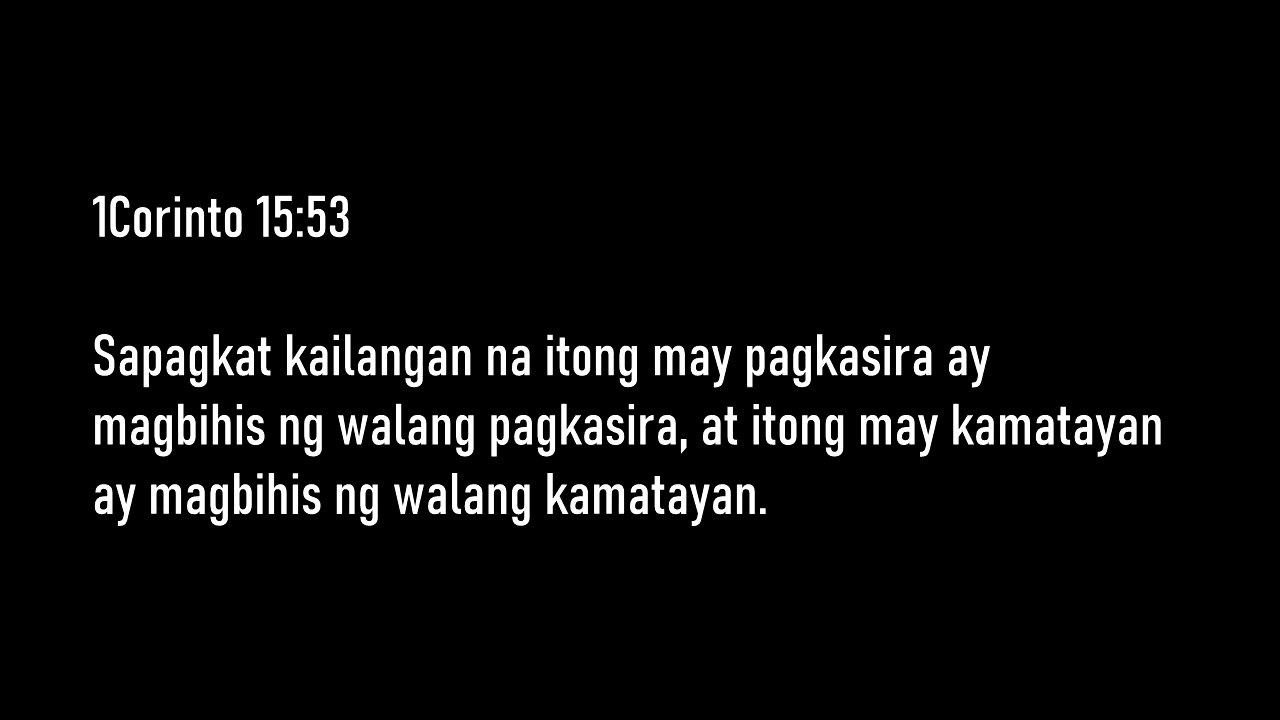 1Corinto 15:53
Sapagkat kailangan na itong may pagkasira ay
magbihis ng walang pagkasira, at itong may kamatayan
ay magbihis ng walang kamatayan.